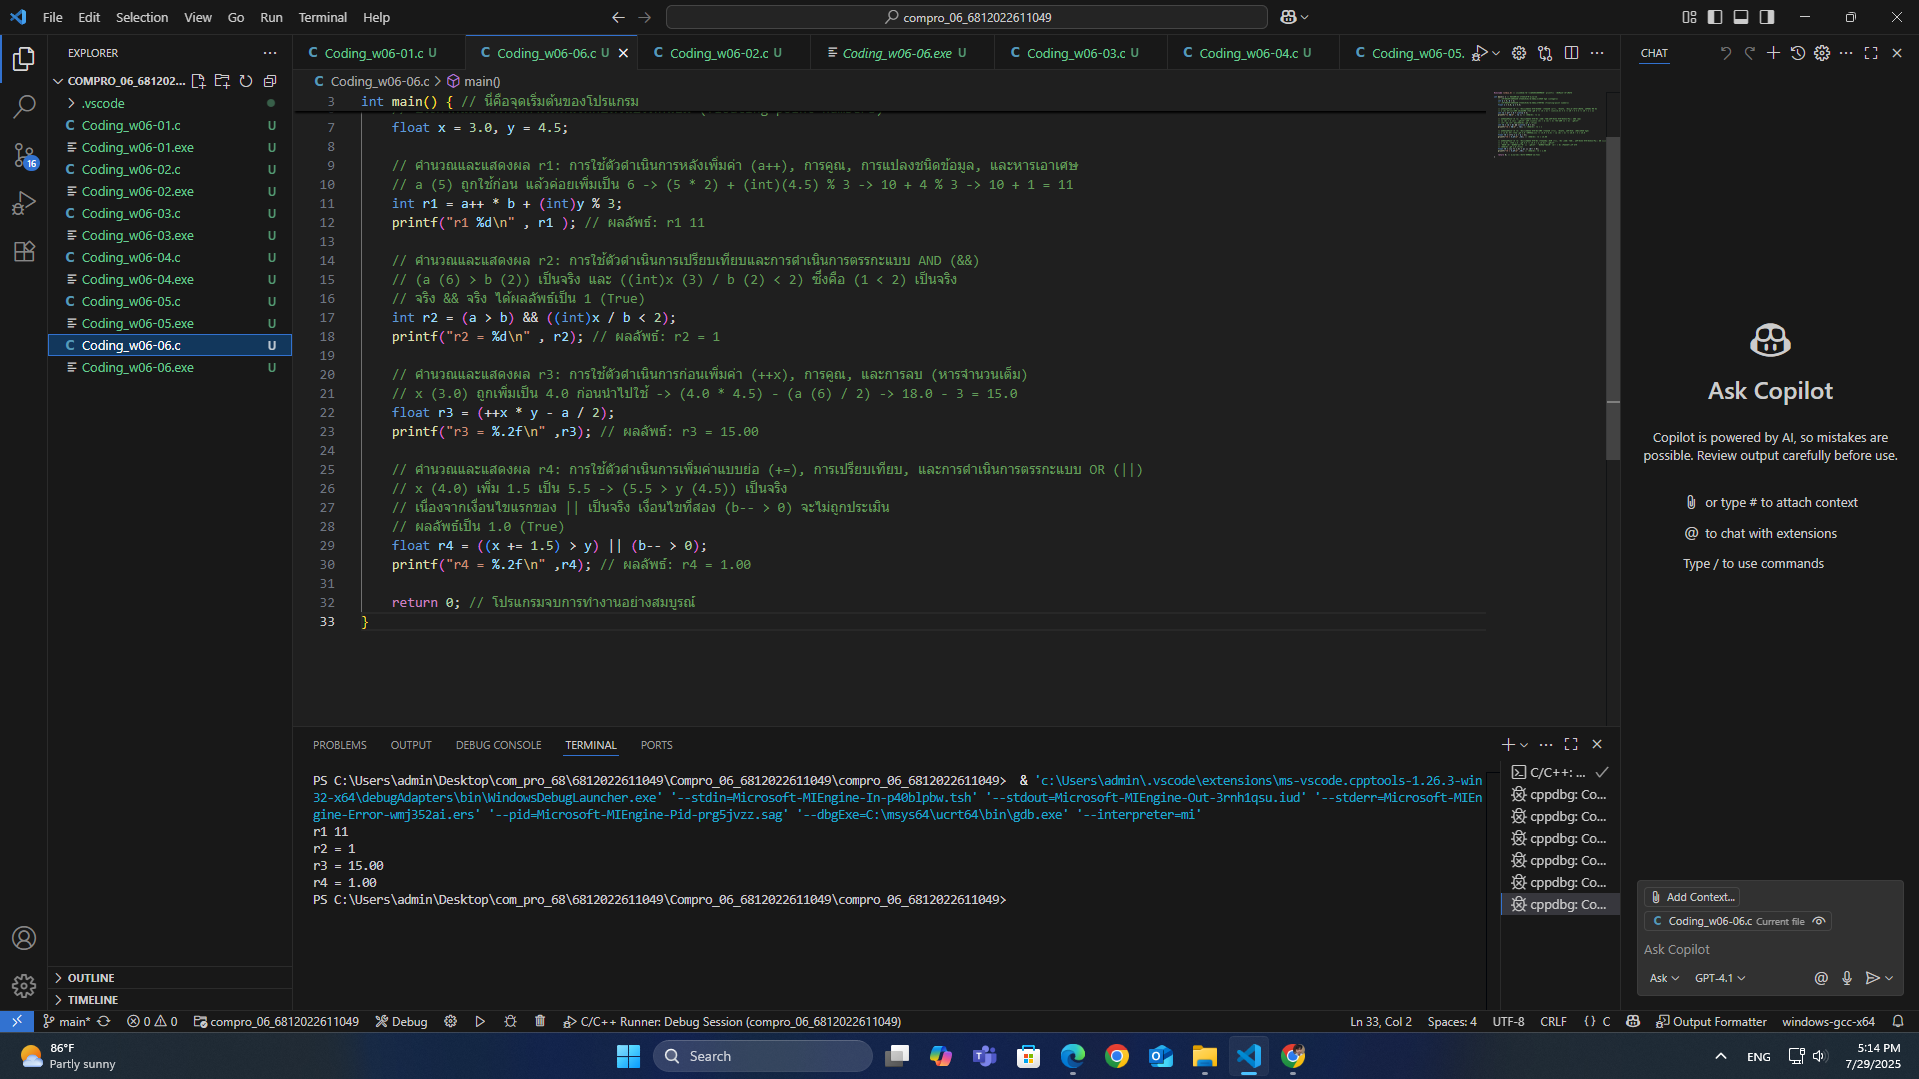 File Edit Selection View Go Run Terminal Help
compro_06_6812022611049
EXPLORER
COMPRO_06_681202...
.vscode
C Coding_w06-01.c U
Coding_w06-01.exe U
C Coding_w06-02.c U
Coding_w06-02.exe U
C Coding_w06-03.c U
Coding_w06-03.exe U
C Coding_w06-04.c U
Coding_w06-04.exe U
C Coding_w06-05.c U
Coding_w06-05.exe U
C Coding_w06-06.c U
Coding_w06-06.exe U
16
OUTLINE
TIMELINE
C Coding_w06-01.c U C Coding_w06-06.c U C Coding_w06-02.c U Coding_w06-06.exe U C Coding_w06-03.c U C Coding_w06-04.c U C Coding_w06-05.
C Coding_w06-06.c > main()
3 int main() { // นี่คือจุดเริ่มต้นของโปรแกรม
7 float x = 3.0, y = 4.5;
8
9 // คำนวณและแสดงผล r1: การใช้ตัวดำเนินการหลังเพิ่มค่า (a++), การคูณ, การแปลงชนิดข้อมูล, และหารเอาเศษ
10 // a (5) ถูกใช้ก่อน แล้วค่อยเพิ่มเป็น 6 -> (5 * 2) + (int)(4.5) % 3 -> 10 + 4 % 3 -> 10 + 1 = 11
11 int r1 = a++ * b + (int)y % 3;
12 printf("r1 %d\n" , r1 ); // ผลลัพธ์: r1 11
13
14 // คำนวณและแสดงผล r2: การใช้ตัวดำเนินการเปรียบเทียบและการดำเนินการตรรกะแบบ AND (&&)
15 // (a (6) > b (2)) เป็นจริง และ ((int)x (3) / b (2) < 2) ซึ่งคือ (1 < 2) เป็นจริง
16 // จริง && จริง ได้ผลลัพธ์เป็น 1 (True)
17 int r2 = (a > b) && ((int)x / b < 2);
18 printf("r2 = %d\n" , r2); // ผลลัพธ์: r2 = 1
19
20 // คำนวณและแสดงผล r3: การใช้ตัวดำเนินการก่อนเพิ่มค่า (++x), การคูณ, และการลบ (หารจำนวนเต็ม)
21 // x (3.0) ถูกเพิ่มเป็น 4.0 ก่อนนำไปใช้ -> (4.0 * 4.5) - (a (6) / 2) -> 18.0 - 3 = 15.0
22 float r3 = (++x * y - a / 2);
23 printf("r3 = %.2f\n" ,r3); // ผลลัพธ์: r3 = 15.00
24
25 // คำนวณและแสดงผล r4: การใช้ตัวดำเนินการเพิ่มค่าแบบย่อ (+=), การเปรียบเทียบ, และการดำเนินการตรรกะแบบ OR (||)
26 // x (4.0) เพิ่ม 1.5 เป็น 5.5 -> (5.5 > y (4.5)) เป็นจริง
27 // เนื่องจากเงื่อนไขแรกของ || เป็นจริง เงื่อนไขที่สอง (b-- > 0) จะไม่ถูกประเมิน
28 // ผลลัพธ์เป็น 1.0 (True)
29 float r4 = ((x += 1.5) > y) || (b-- > 0);
30 printf("r4 = %.2f\n" ,r4); // ผลลัพธ์: r4 = 1.00
31
32 return 0; // โปรแกรมจบการทำงานอย่างสมบูรณ์
33 }
PROBLEMS OUTPUT DEBUG CONSOLE TERMINAL PORTS
PS C:\Users\admin\Desktop\com_pro_68\6812022611049\Compro_06_6812022611049\compro_06_6812022611049> & 'c:\Users\admin\.vscode\extensions\ms-vscode.cpptools-1.26.3-win
32-x64\debugAdapters\bin\WindowsDebugLauncher.exe' '--stdin=Microsoft-MIEngine-In-p40blpbw.tsh' '--stdout=Microsoft-MIEngine-Out-3rnh1qsu.iud' '--stderr=Microsoft-MIEn
gine-Error-wmj352ai.ers' '--pid=Microsoft-MIEngine-Pid-prg5jvzz.sag' '--dbgExe=C:\msys64\ucrt64\bin\gdb.exe' '--interpreter=mi'
r1 11
r2 = 1
r3 = 15.00
r4 = 1.00
PS C:\Users\admin\Desktop\com_pro_68\6812022611049\Compro_06_6812022611049\compro_06_6812022611049>
C/C++: ...
cppdbg: Co...
cppdbg: Co...
cppdbg: Co...
cppdbg: Co...
cppdbg: Co...
cppdbg: Co...
CHAT
Ask Copilot
Copilot is powered by AI, so mistakes are
possible. Review output carefully before use.
or type # to attach context
@ to chat with extensions
Type / to use commands
Add Context...
C Coding_w06-06.c Current file
Ask Copilot
Ask GPT-4.1 @
main* 0 0 compro_06_6812022611049 Debug C/C++ Runner: Debug Session (compro_06_6812022611049)
Ln 33, Col 2 Spaces: 4 UTF-8 CRLF {} C Output Formatter windows-gcc-x64
86°F
Partly sunny
Search
ENG
5:14 PM
7/29/2025